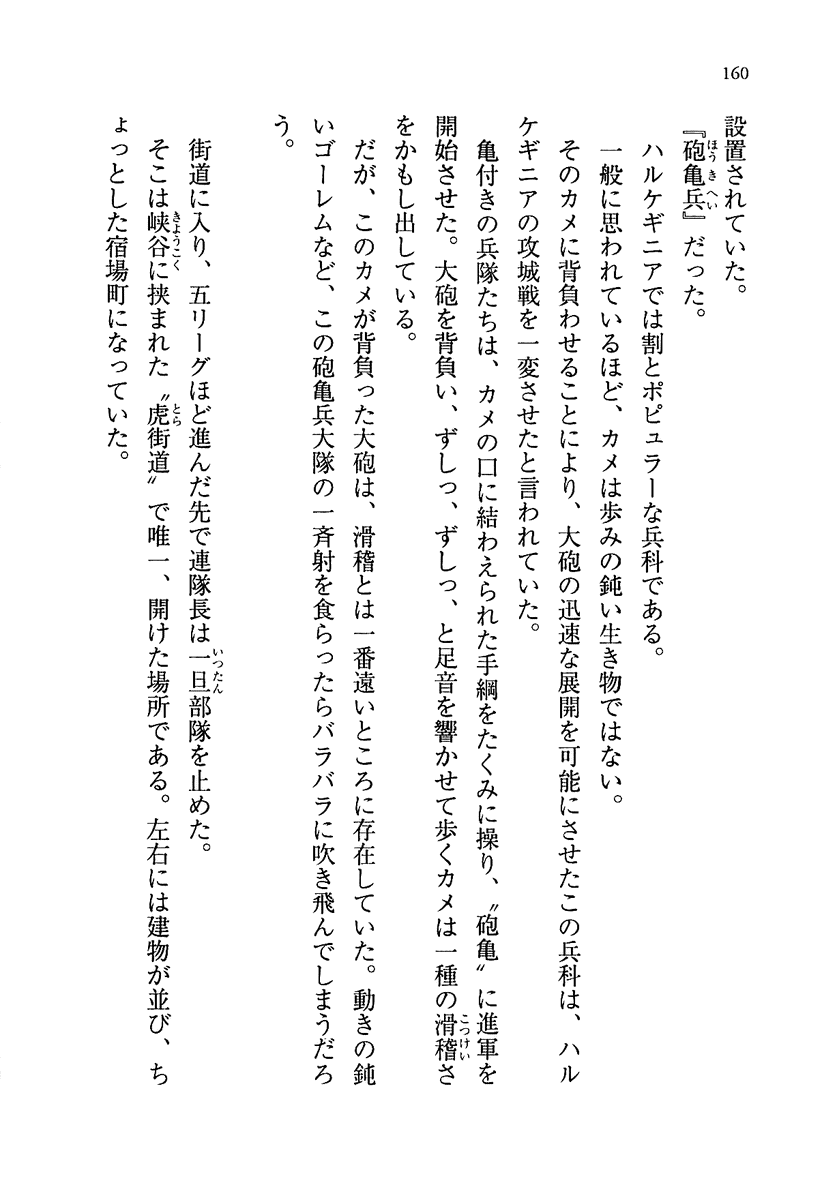 160
設置されていた。
『砲亀兵』だった。
ハルケギニアでは割とポピュラーな兵科である。
一般に思われているほど、カメは歩みの鈍い生き物ではない。
そのカメに背負わせることにより、大砲の迅速な展開を可能にさせたこの兵科は、ハル
ケギニアの攻城戦を一変させたと言われていた。
亀付きの兵隊たちは、カメの口に結わえられた手綱をたくみに操り、〝砲亀〟に進軍を
開始させた。大砲を背負い、ずしっ、ずしっ、と足音を響かせて歩くカメは一種の滑稽さ
をかもし出している。
だが、このカメが背負った大砲は、滑稽とは一番遠いところに存在していた。動きの鈍
いゴーレムなど、この砲亀兵大隊の一斉射を食らったらバラバラに吹き飛んでしまうだろ
う。
街道に入り、五リーグほど進んだ先で連隊長は一旦部隊を止めた。
そこは峡谷に挟まれた〝虎街道〟で唯一、開けた場所である。左右には建物が並び、ち
ょっとした宿場町になっていた。